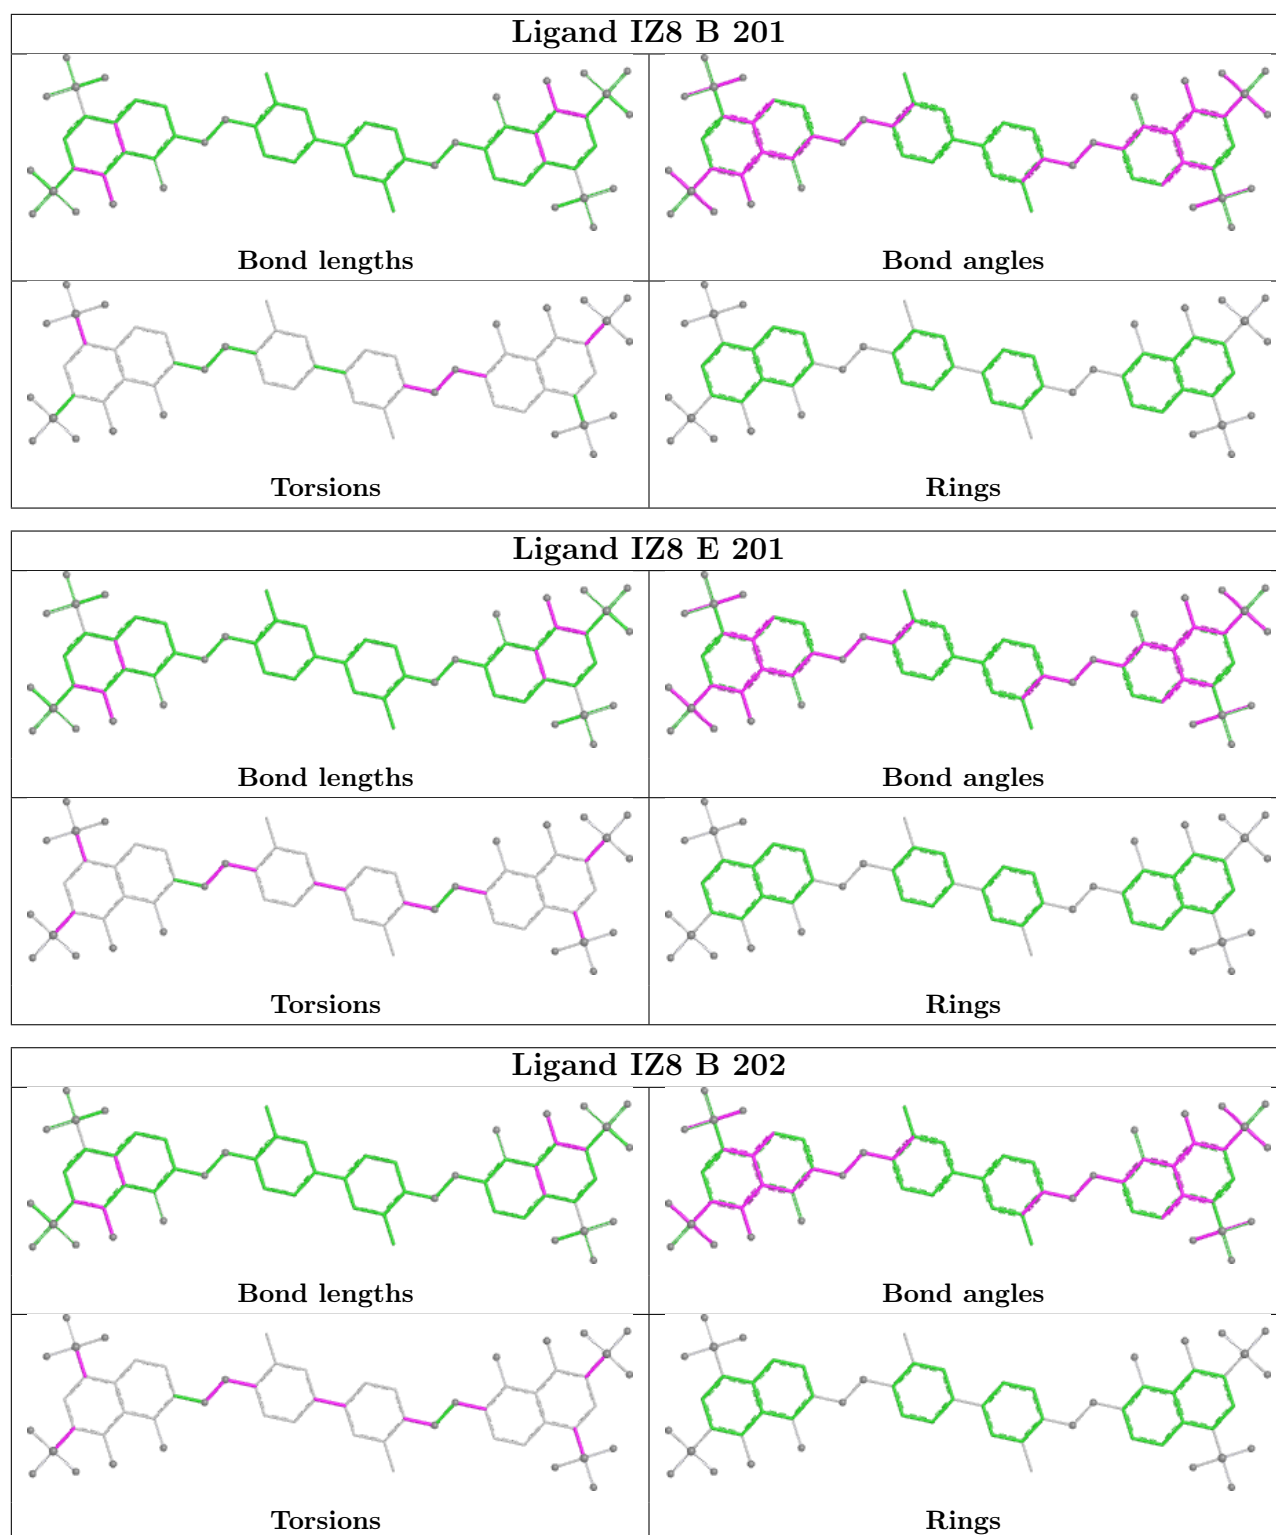 Ligand IZ8 B 201
Bond lengths
Bond angles
Torsions
Rings
Ligand IZ8 E 201
Bond lengths
Bond angles
Torsions
Rings
Ligand IZ8 B 202
Bond lengths
Bond angles
Torsions
Rings